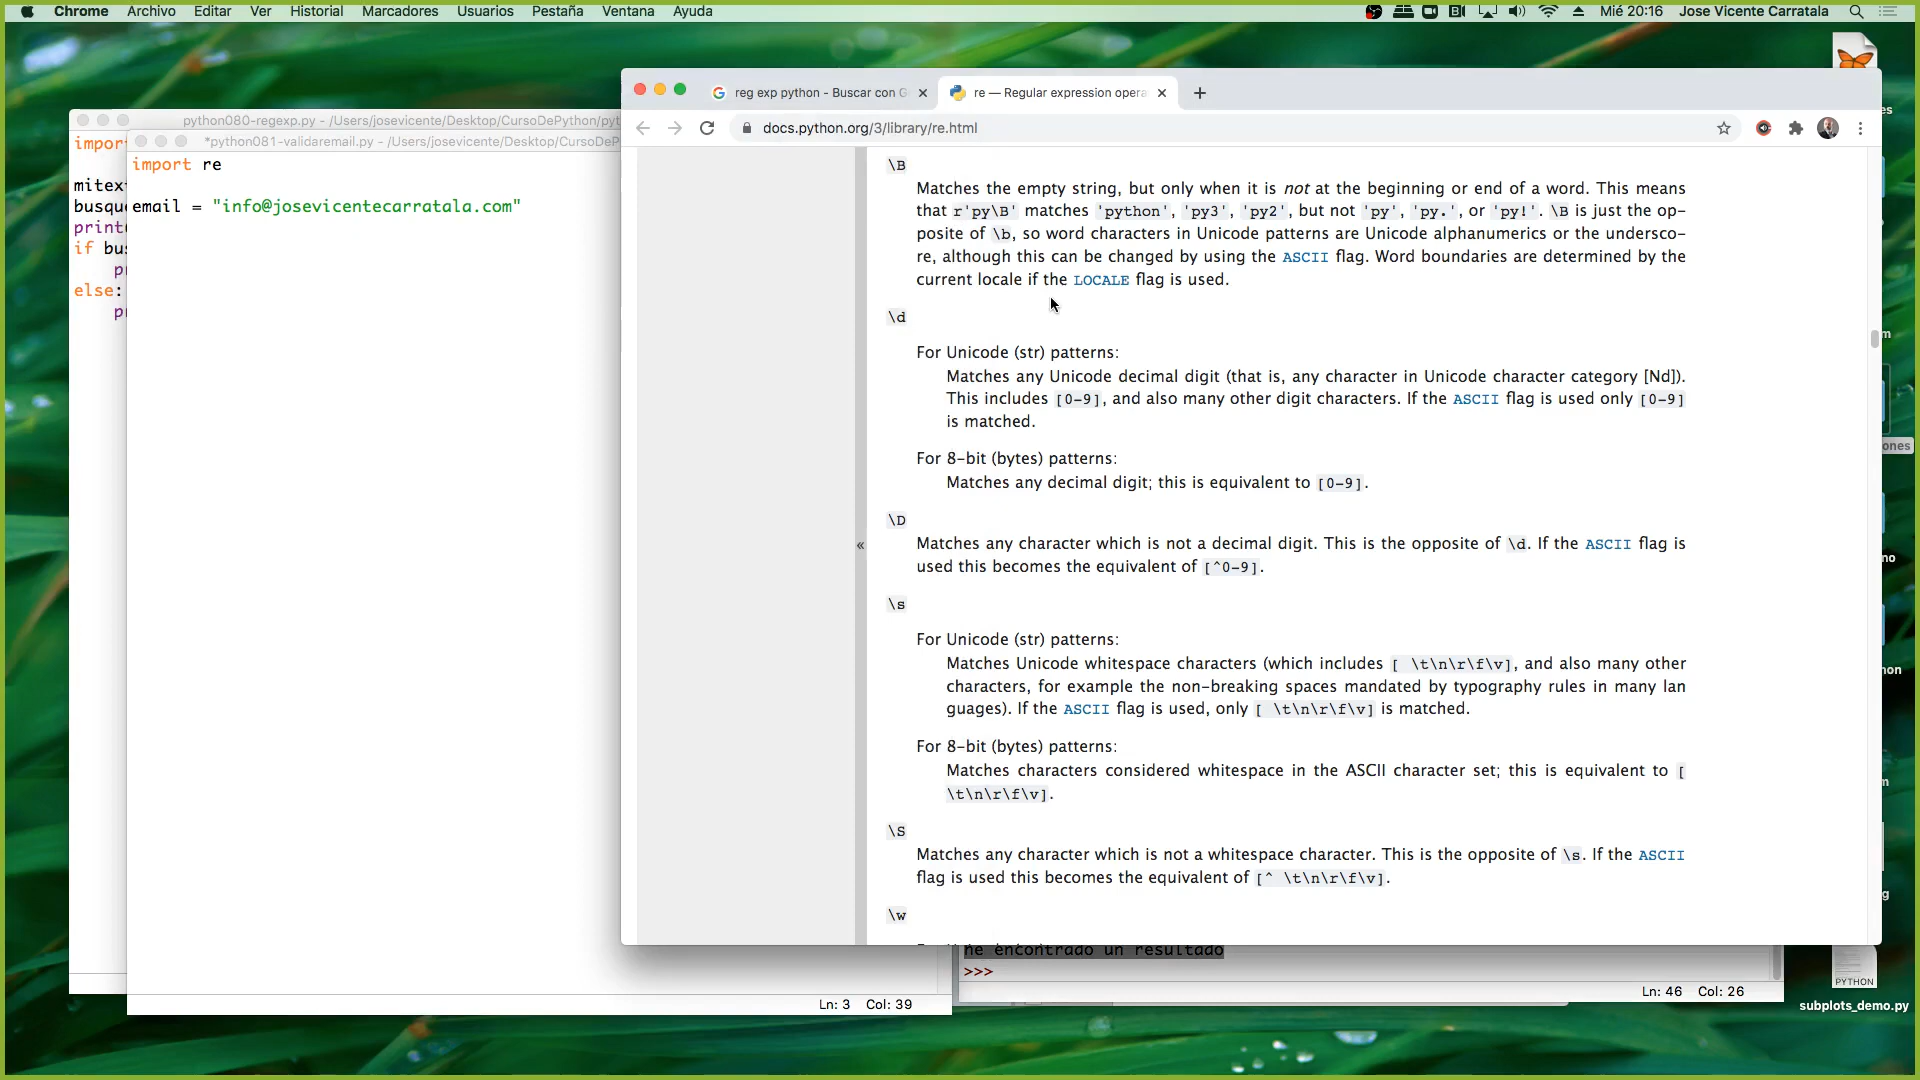 Chrome Archivo Editar Ver Historial Marcadores Usuarios Pestaña Ventana Ayuda Mié 20:16 Jose Vicente Carratala
reg exp python - Buscar con G
re — Regular expression opera
docs.python.org/3/library/re.html
python080-regexp.py - /Users/josevicente/Desktop/CursoDePython/pyt
impor
mitext
busqu
print
if bus
pr
else:
pr
*python081-validaremail.py - /Users/josevicente/Desktop/CursoDeP
import re
email = "info@josevicentecarratala.com"
Ln: 3 Col: 39
\B
Matches the empty string, but only when it is not at the beginning or end of a word. This means
that r'py\B' matches 'python', 'py3', 'py2', but not 'py', 'py.', or 'py!'. \B is just the op-
posite of \b, so word characters in Unicode patterns are Unicode alphanumerics or the undersco-
re, although this can be changed by using the ASCII flag. Word boundaries are determined by the
current locale if the LOCALE flag is used.
\d
For Unicode (str) patterns:
Matches any Unicode decimal digit (that is, any character in Unicode character category [Nd]).
This includes [0-9], and also many other digit characters. If the ASCII flag is used only [0-9]
is matched.
For 8-bit (bytes) patterns:
Matches any decimal digit; this is equivalent to [0-9].
\D
Matches any character which is not a decimal digit. This is the opposite of \d. If the ASCII flag is
used this becomes the equivalent of [^0-9].
«
\s
For Unicode (str) patterns:
Matches Unicode whitespace characters (which includes [ \t\n\r\f\v], and also many other
characters, for example the non-breaking spaces mandated by typography rules in many lan
guages). If the ASCII flag is used, only [ \t\n\r\f\v] is matched.
For 8-bit (bytes) patterns:
Matches characters considered whitespace in the ASCII character set; this is equivalent to [
\t\n\r\f\v].
\S
Matches any character which is not a whitespace character. This is the opposite of \s. If the ASCII
flag is used this becomes the equivalent of [^ \t\n\r\f\v].
\w
he encontrado un resultado
>>>
Ln: 46 Col: 26
es
m
ones
no
hon
n
g
PYTHON
subplots_demo.py